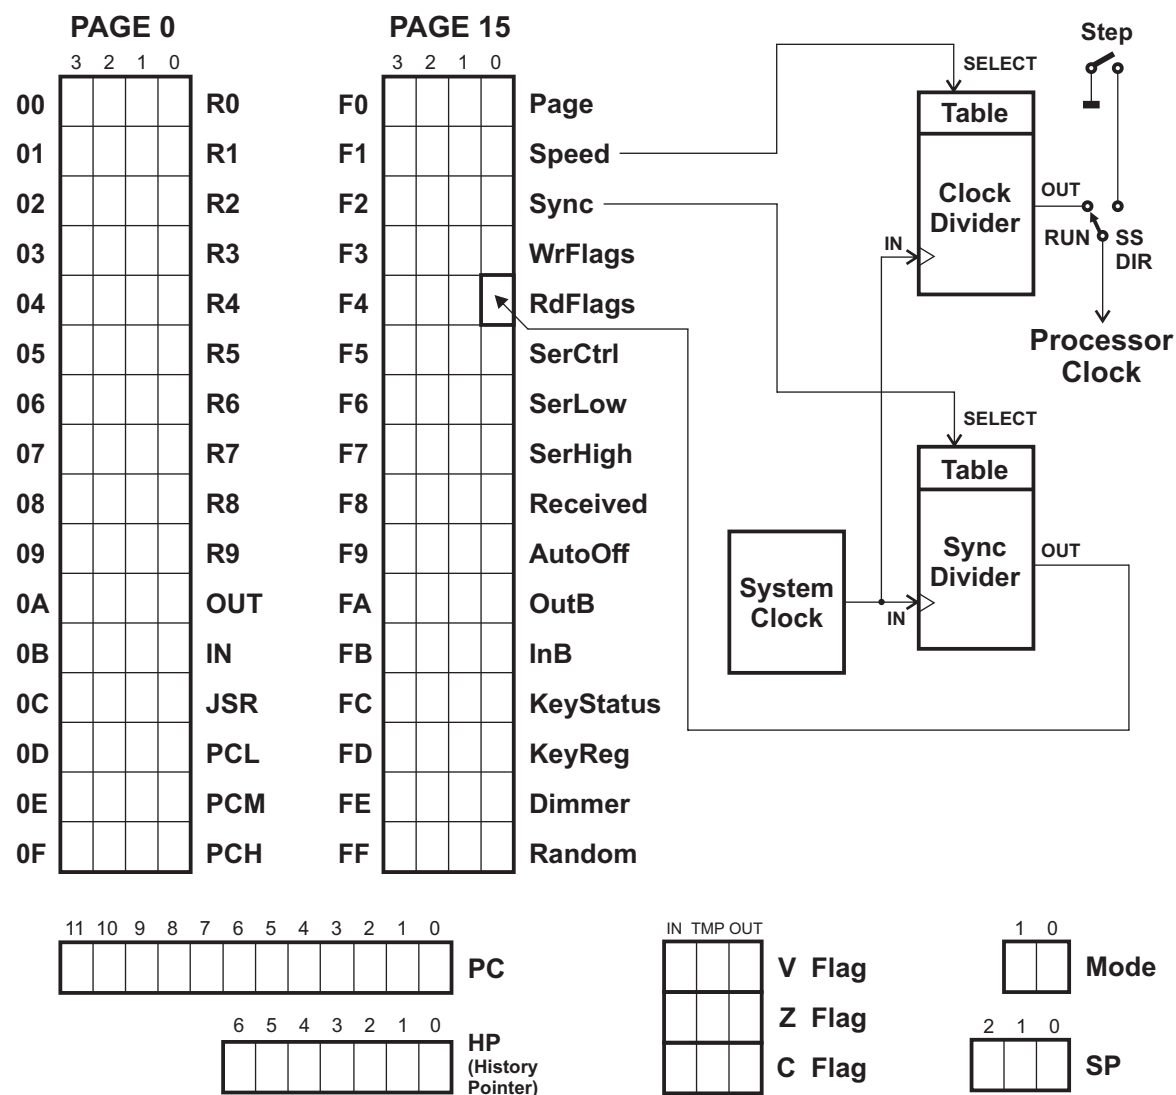 PAGE 0
3 2 1 0
00 R0
01 R1
02 R2
03 R3
04 R4
05 R5
06 R6
07 R7
08 R8
09 R9
0A OUT
0B IN
0C JSR
0D PCL
0E PCM
0F PCH
PAGE 15
3 2 1 0
F0 Page
F1 Speed
F2 Sync
F3 WrFlags
F4 RdFlags
F5 SerCtrl
F6 SerLow
F7 SerHigh
F8 Received
F9 AutoOff
FA OutB
FB InB
FC KeyStatus
FD KeyReg
FE Dimmer
FF Random
Step
SELECT
Table
Clock
Divider
IN
OUT
RUN
SS
DIR
Processor
Clock
SELECT
Table
Sync
Divider
IN
OUT
System
Clock
11 10 9 8 7 6 5 4 3 2 1 0
PC
6 5 4 3 2 1 0
HP
(History
Pointer)
IN TMP OUT
V Flag
Z Flag
C Flag
1 0
Mode
2 1 0
SP